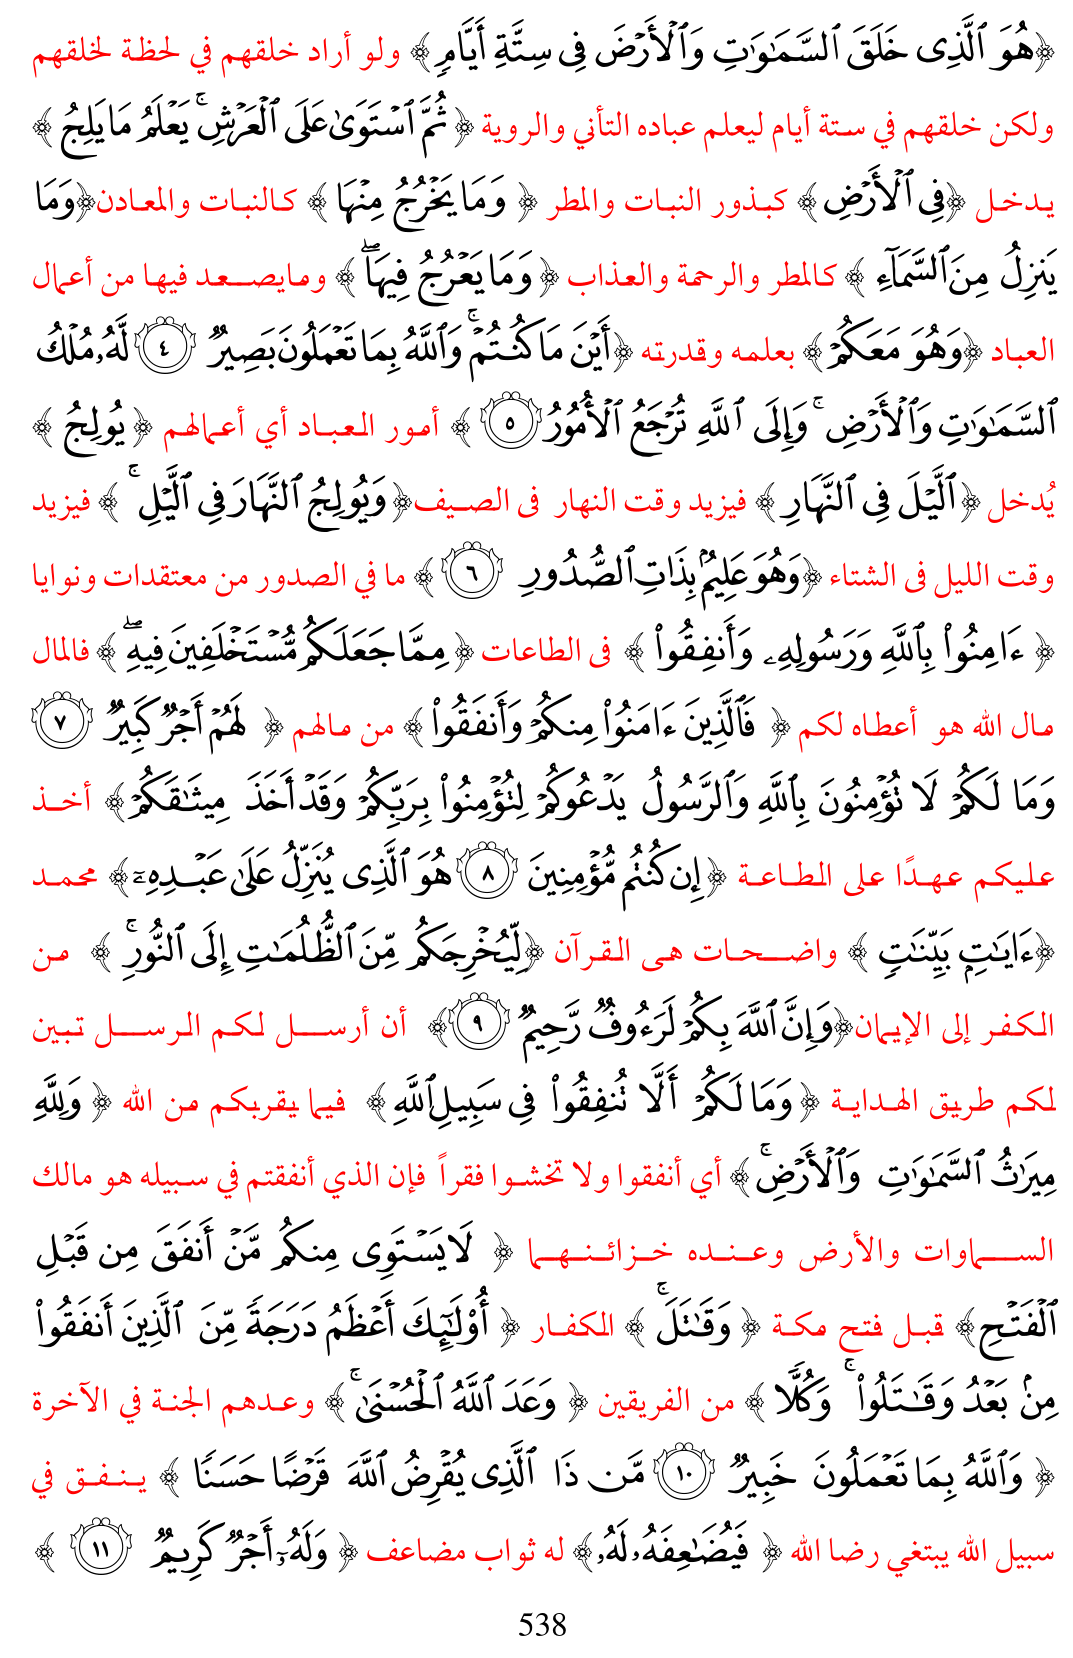 ﴿هُوَ ٱلَّذِى خَلَقَ ٱلسَّمَٰوَٰتِ وَٱلْأَرْضَ فِى سِتَّةِ أَيَّامٍ﴾ ولو أراد خلقهم في لحظة لخلقهم
ولكن خلقهم في ستة أيام ليعلم عباده التأني والروية ﴿ثُمَّ ٱسْتَوَىٰ عَلَى ٱلْعَرْشِ ۚ يَعْلَمُ مَا يَلِجُ﴾
يدخل ﴿فِى ٱلْأَرْضِ﴾ كبذور النبات والمطر ﴿وَمَا يَخْرُجُ مِنْهَا﴾ كالنبات والمعادن﴿وَمَا
يَنزِلُ مِنَ ٱلسَّمَآءِ﴾ كالمطر والرحمة والعذاب ﴿وَمَا يَعْرُجُ فِيهَا ۖ﴾ ومايصعد فيها من أعمال
العباد ﴿وَهُوَ مَعَكُمْ﴾ بعلمه وقدرته ﴿أَيْنَ مَا كُنتُمْ ۚ وَٱللَّهُ بِمَا تَعْمَلُونَ بَصِيرٌ ٤ لَّهُۥ مُلْكُ
ٱلسَّمَٰوَٰتِ وَٱلْأَرْضِ ۚ وَإِلَى ٱللَّهِ تُرْجَعُ ٱلْأُمُورُ ٥﴾ أمور العباد أي أعمالهم ﴿يُولِجُ﴾
يُدخل ﴿ٱلَّيْلَ فِى ٱلنَّهَارِ﴾ فيزيد وقت النهار فى الصيف﴿وَيُولِجُ ٱلنَّهَارَ فِى ٱلَّيْلِ ۚ﴾ فيزيد
وقت الليل فى الشتاء ﴿وَهُوَ عَلِيمٌۢ بِذَاتِ ٱلصُّدُورِ ٦﴾ ما في الصدور من معتقدات ونوايا
﴿ءَامِنُوا۟ بِٱللَّهِ وَرَسُولِهِۦ وَأَنفِقُوا۟﴾ فى الطاعات ﴿مِمَّا جَعَلَكُم مُّسْتَخْلَفِينَ فِيهِ ۖ﴾ فالمال
مال الله هو أعطاه لكم ﴿فَٱلَّذِينَ ءَامَنُوا۟ مِنكُمْ وَأَنفَقُوا۟﴾ من مالهم ﴿لَهُمْ أَجْرٌ كَبِيرٌ ٧
وَمَا لَكُمْ لَا تُؤْمِنُونَ بِٱللَّهِ وَٱلرَّسُولُ يَدْعُوكُمْ لِتُؤْمِنُوا۟ بِرَبِّكُمْ وَقَدْ أَخَذَ مِيثَٰقَكُمْ﴾ أخذ
عليكم عهدًا على الطاعة ﴿إِن كُنتُم مُّؤْمِنِينَ ٨ هُوَ ٱلَّذِى يُنَزِّلُ عَلَىٰ عَبْدِهِۦٓ﴾ محمد
﴿ءَايَٰتٍۭ بَيِّنَٰتٍ﴾ واضحات هى القرآن ﴿لِّيُخْرِجَكُم مِّنَ ٱلظُّلُمَٰتِ إِلَى ٱلنُّورِ ۚ﴾ من
الكفر إلى الإيمان﴿وَإِنَّ ٱللَّهَ بِكُمْ لَرَءُوفٌ رَّحِيمٌ ٩﴾ أن أرسل لكم الرسل تبين
لكم طريق الهداية ﴿وَمَا لَكُمْ أَلَّا تُنفِقُوا۟ فِى سَبِيلِ ٱللَّهِ﴾ فيما يقربكم من الله ﴿وَلِلَّهِ
مِيرَٰثُ ٱلسَّمَٰوَٰتِ وَٱلْأَرْضِ ۚ﴾ أي أنفقوا ولا تخشوا فقراً فإن الذي أنفقتم في سبيله هو مالك
السماوات والأرض وعنده خزائنهما ﴿لَا يَسْتَوِى مِنكُم مَّنْ أَنفَقَ مِن قَبْلِ
ٱلْفَتْحِ﴾ قبل فتح مكة ﴿وَقَٰتَلَ ۚ﴾ الكفار ﴿أُو۟لَٰٓئِكَ أَعْظَمُ دَرَجَةً مِّنَ ٱلَّذِينَ أَنفَقُوا۟
مِنۢ بَعْدُ وَقَٰتَلُوا۟ ۚ وَكُلًّا﴾ من الفريقين ﴿وَعَدَ ٱللَّهُ ٱلْحُسْنَىٰ ۚ﴾ وعدهم الجنة في الآخرة
﴿وَٱللَّهُ بِمَا تَعْمَلُونَ خَبِيرٌ ١٠ مَّن ذَا ٱلَّذِى يُقْرِضُ ٱللَّهَ قَرْضًا حَسَنًا﴾ ينفق في
سبيل الله يبتغي رضا الله ﴿فَيُضَٰعِفَهُۥ لَهُۥ﴾ له ثواب مضاعف ﴿وَلَهُۥٓ أَجْرٌ كَرِيمٌ ١١﴾
538